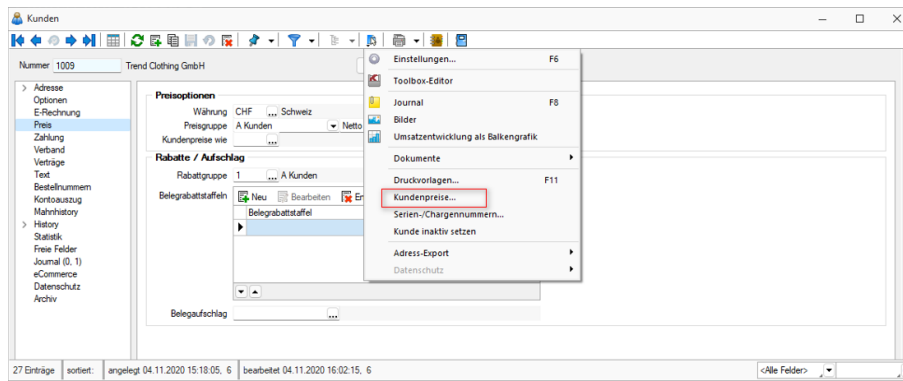 Kunden
Nummer 1009 Trend Clothing GmbH
Adresse
Optionen
E-Rechnung
Preis
Zahlung
Verband
Verträge
Text
Bestellnummern
Kontoauszug
Mahnhistory
History
Statistik
Freie Felder
Journal (0, 1)
eCommerce
Datenschutz
Archiv
Preisoptionen
Währung CHF ... Schweiz
Preisgruppe A Kunden Netto
Kundenpreise wie ...
Rabatte / Aufschlag
Rabattgruppe 1 ... A Kunden
Belegrabattstaffeln Neu Bearbeiten
Belegrabattstaffel
Belegaufschlag ...
Einstellungen... F6
Toolbox-Editor
Journal F8
Bilder
Umsatzentwicklung als Balkengrafik
Dokumente
Druckvorlagen... F11
Kundenpreise...
Serien-/Chargennummern...
Kunde inaktiv setzen
Adress-Export
Datenschutz
27 Einträge sortiert: angelegt 04.11.2020 15:18:05, 6 bearbeitet 04.11.2020 16:02:15, 6 <Alle Felder>